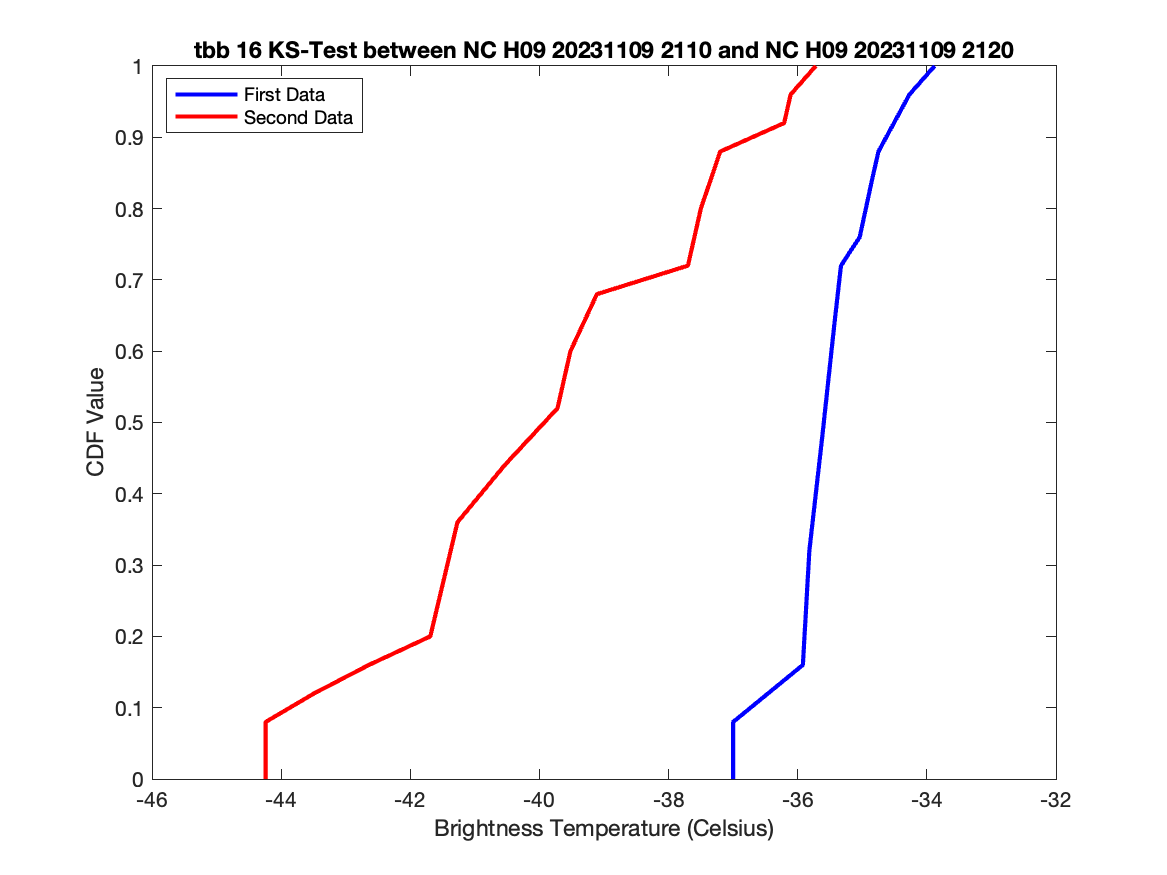 tbb 16 KS-Test between NC H09 20231109 2110 and NC H09 20231109 2120
First Data
Second Data
CDF Value
1
0.9
0.8
0.7
0.6
0.5
0.4
0.3
0.2
0.1
0
-46 -44 -42 -40 -38 -36 -34 -32
Brightness Temperature (Celsius)